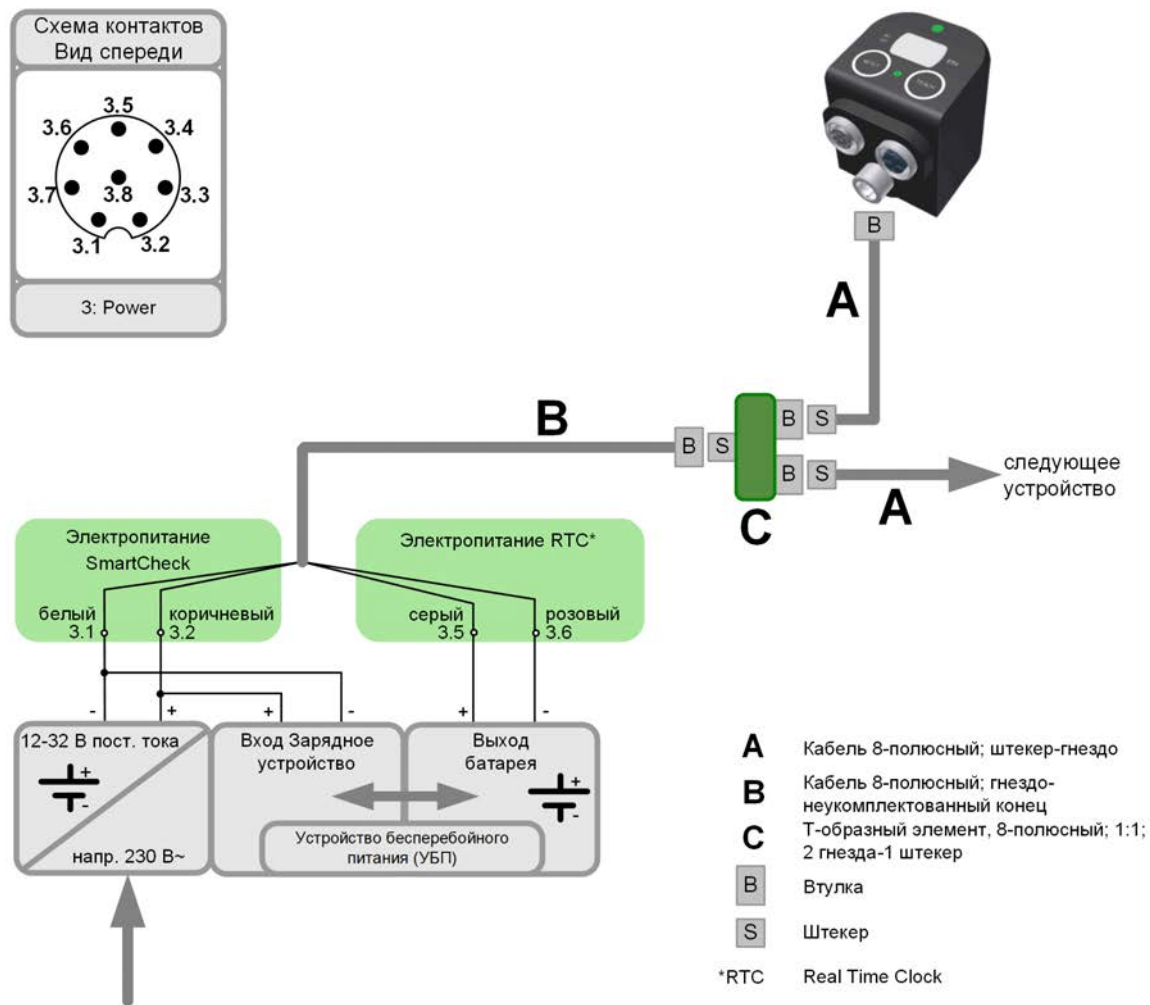 Схема контактов
Вид спереди
3.5
3.6
3.4
3.7
3.8
3.3
3.1
3.2
3: Power
B
A
B
B
S
B
S
B
S
A
C
следующее
устройство
Электропитание
SmartCheck
Электропитание RTC*
белый
3.1
коричневый
3.2
серый
3.5
розовый
3.6
-
+
+
-
+
-
12-32 В пост. тока
+
-
напр. 230 В~
Вход Зарядное
устройство
Выход
батарея
+
-
Устройство бесперебойного
питания (УБП)
A
Кабель 8-полюсный; штекер-гнездо
B
Кабель 8-полюсный; гнездо-
неукомплектованный конец
C
Т-образный элемент, 8-полюсный; 1:1;
2 гнезда-1 штекер
B
Втулка
S
Штекер
*RTC
Real Time Clock